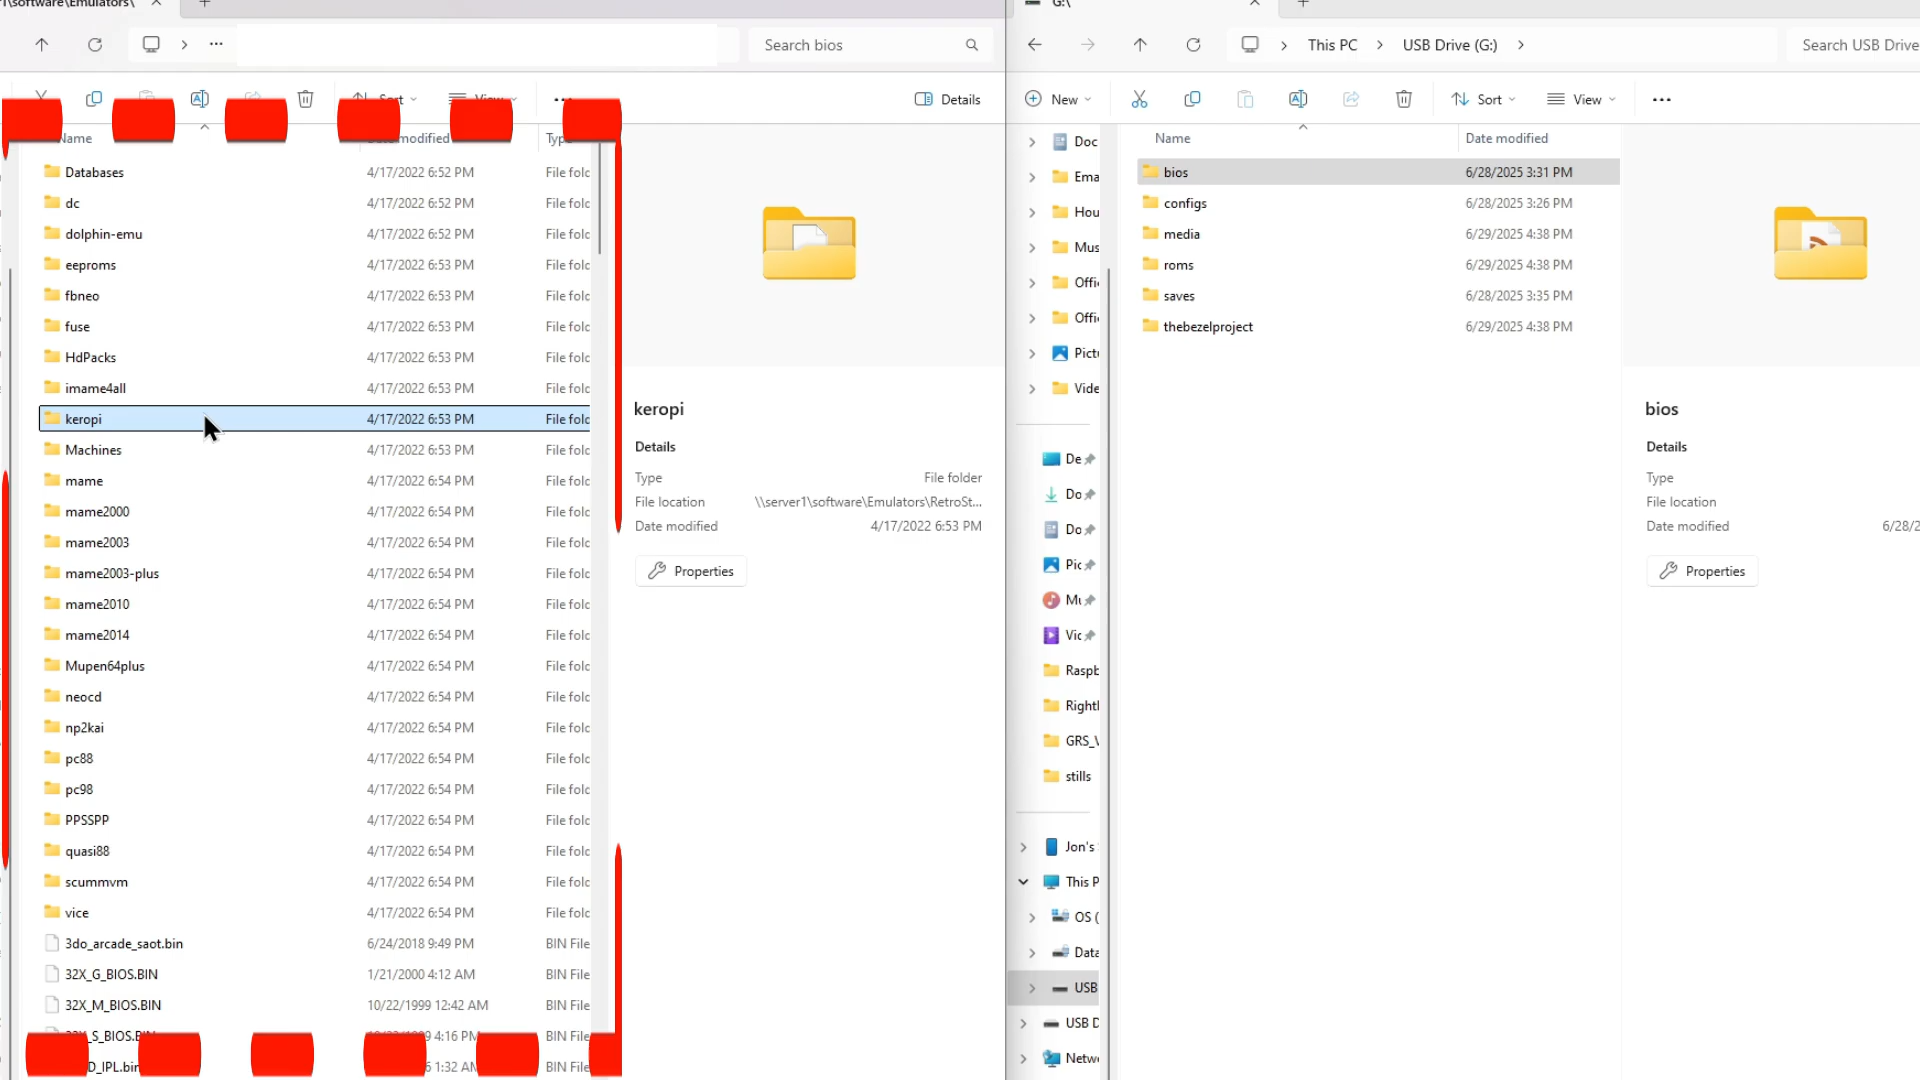 r1\software\Emulators\
Search bios
Sort
View
Details
Name
modified
Type
Databases 4/17/2022 6:52 PM File folc
dc 4/17/2022 6:52 PM File folc
dolphin-emu 4/17/2022 6:52 PM File folc
eeproms 4/17/2022 6:53 PM File folc
fbneo 4/17/2022 6:53 PM File folc
fuse 4/17/2022 6:53 PM File folc
HdPacks 4/17/2022 6:53 PM File folc
imame4all 4/17/2022 6:53 PM File folc
keropi 4/17/2022 6:53 PM File folc
Machines 4/17/2022 6:53 PM File folc
mame 4/17/2022 6:54 PM File folc
mame2000 4/17/2022 6:54 PM File folc
mame2003 4/17/2022 6:54 PM File folc
mame2003-plus 4/17/2022 6:54 PM File folc
mame2010 4/17/2022 6:54 PM File folc
mame2014 4/17/2022 6:54 PM File folc
Mupen64plus 4/17/2022 6:54 PM File folc
neocd 4/17/2022 6:54 PM File folc
np2kai 4/17/2022 6:54 PM File folc
pc88 4/17/2022 6:54 PM File folc
pc98 4/17/2022 6:54 PM File folc
PPSSPP 4/17/2022 6:54 PM File folc
quasi88 4/17/2022 6:54 PM File folc
scummvm 4/17/2022 6:54 PM File folc
vice 4/17/2022 6:54 PM File folc
3do_arcade_saot.bin 6/24/2018 9:49 PM BIN File
32X_G_BIOS.BIN 1/21/2000 4:12 AM BIN File
32X_M_BIOS.BIN 10/22/1999 12:42 AM BIN File
S_BIOS.BIN 4:16 PM BIN File
D_IPL.bin 1:32 AM BIN File
keropi
Details
Type File folder
File location \\server1\software\Emulators\RetroSt...
Date modified 4/17/2022 6:53 PM
Properties
G:\
This PC
USB Drive (G:)
Search USB Drive
New
Sort
View
Doc
Ema
Hou
Mus
Offi
Offi
Pict
Vide
De
Do
Do
Pic
Mu
Vic
Raspb
Right
GRS_V
stills
Jon's
This P
OS (
Data
USB
USB D
Netw
Name Date modified
bios 6/28/2025 3:31 PM
configs 6/28/2025 3:26 PM
media 6/29/2025 4:38 PM
roms 6/29/2025 4:38 PM
saves 6/28/2025 3:35 PM
thebezelproject 6/29/2025 4:38 PM
bios
Details
Type
File location
Date modified 6/28/2
Properties